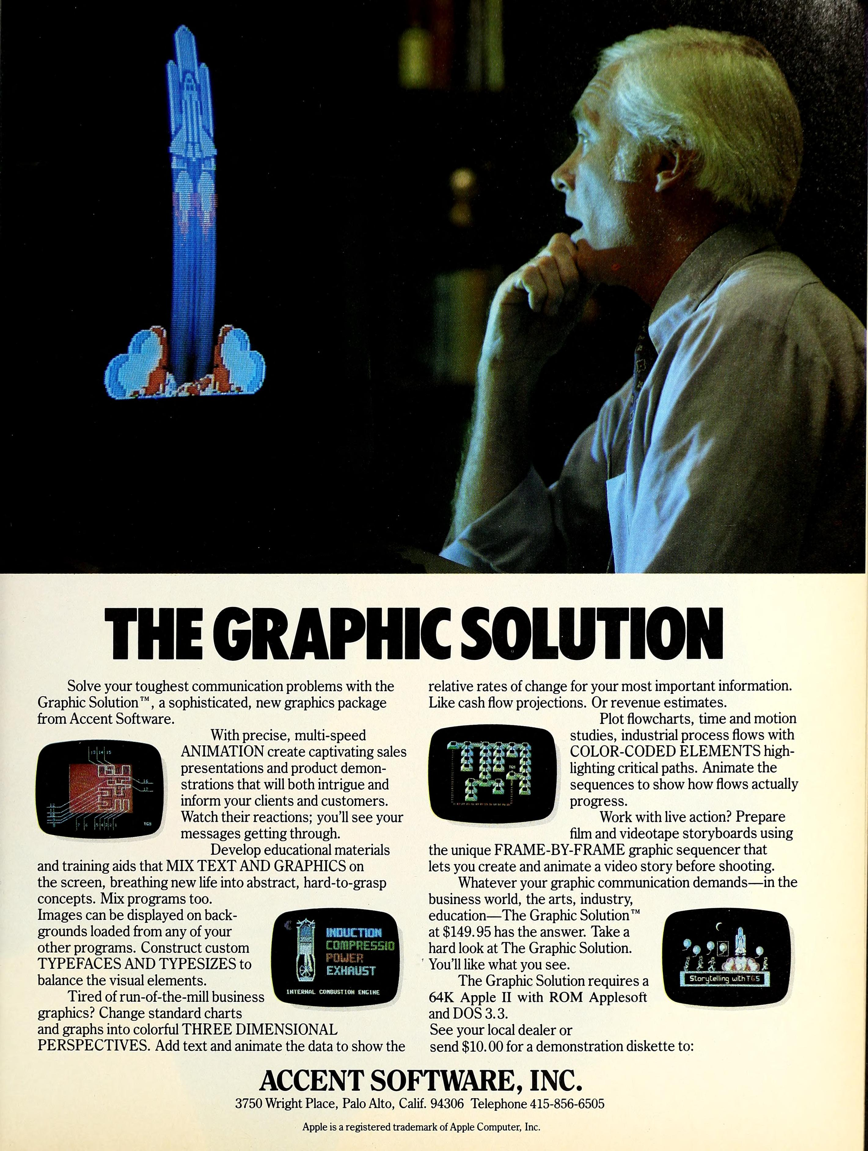 THE GRAPHIC SOLUTION
Solve your toughest communication problems with the
Graphic Solution™, a sophisticated, new graphics package
from Accent Software.
With precise, multi-speed
ANIMATION create captivating sales
presentations and product demon-
strations that will both intrigue and
inform your clients and customers.
Watch their reactions; you'll see your
messages getting through.
Develop educational materials
and training aids that MIX TEXT AND GRAPHICS on
the screen, breathing new life into abstract, hard-to-grasp
concepts. Mix programs too.
Images can be displayed on back-
grounds loaded from any of your
other programs. Construct custom
TYPEFACES AND TYPESIZES to
balance the visual elements.
INDUCTION
COMPRESSIO
POWER
EXHAUST
INTERNAL COMBUSTION ENGINE
Tired of run-of-the-mill business
graphics? Change standard charts
and graphs into colorful THREE DIMENSIONAL
PERSPECTIVES. Add text and animate the data to show the
relative rates of change for your most important information.
Like cash flow projections. Or revenue estimates.
Plot flowcharts, time and motion
studies, industrial process flows with
COLOR-CODED ELEMENTS high-
lighting critical paths. Animate the
sequences to show how flows actually
progress.
Work with live action? Prepare
film and videotape storyboards using
the unique FRAME-BY-FRAME graphic sequencer that
lets you create and animate a video story before shooting.
Whatever your graphic communication demands—in the
business world, the arts, industry,
education—The Graphic Solution™
at $149.95 has the answer. Take a
hard look at The Graphic Solution.
You'll like what you see.
Storytelling with TGS
The Graphic Solution requires a
64K Apple II with ROM Applesoft
and DOS 3.3.
See your local dealer or
send $10.00 for a demonstration diskette to:
ACCENT SOFTWARE, INC.
3750 Wright Place, Palo Alto, Calif. 94306 Telephone 415-856-6505
Apple is a registered trademark of Apple Computer, Inc.